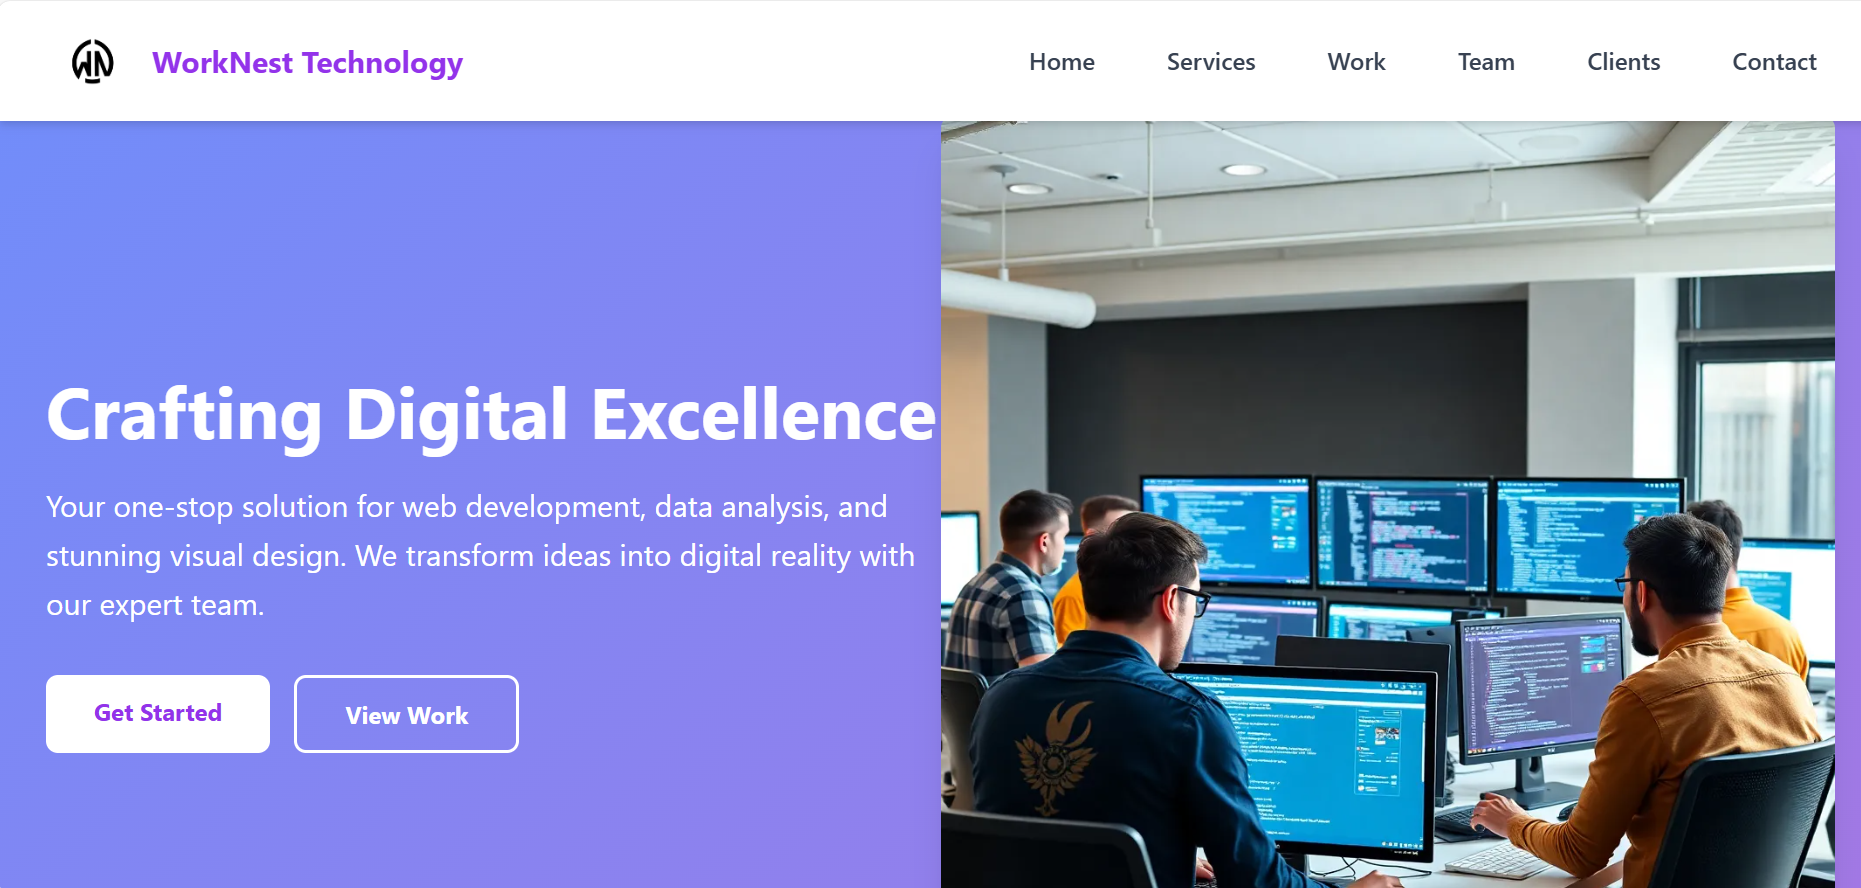 WorkNest Technology
Home
Services
Work
Team
Clients
Contact
Crafting Digital Excellence
Your one-stop solution for web development, data analysis, and
stunning visual design. We transform ideas into digital reality with
our expert team.
Get Started
View Work